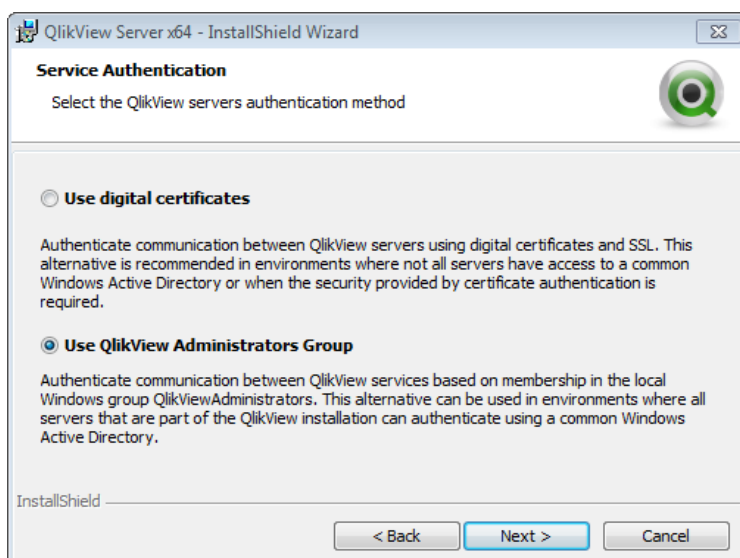 QlikView Server x64 - InstallShield Wizard
Service Authentication
Select the QlikView servers authentication method
Use digital certificates
Authenticate communication between QlikView servers using digital certificates and SSL. This
alternative is recommended in environments where not all servers have access to a common
Windows Active Directory or when the security provided by certificate authentication is
required.
Use QlikView Administrators Group
Authenticate communication between QlikView services based on membership in the local
Windows group QlikViewAdministrators. This alternative can be used in environments where all
servers that are part of the QlikView installation can authenticate using a common Windows
Active Directory.
InstallShield
< Back Next > Cancel